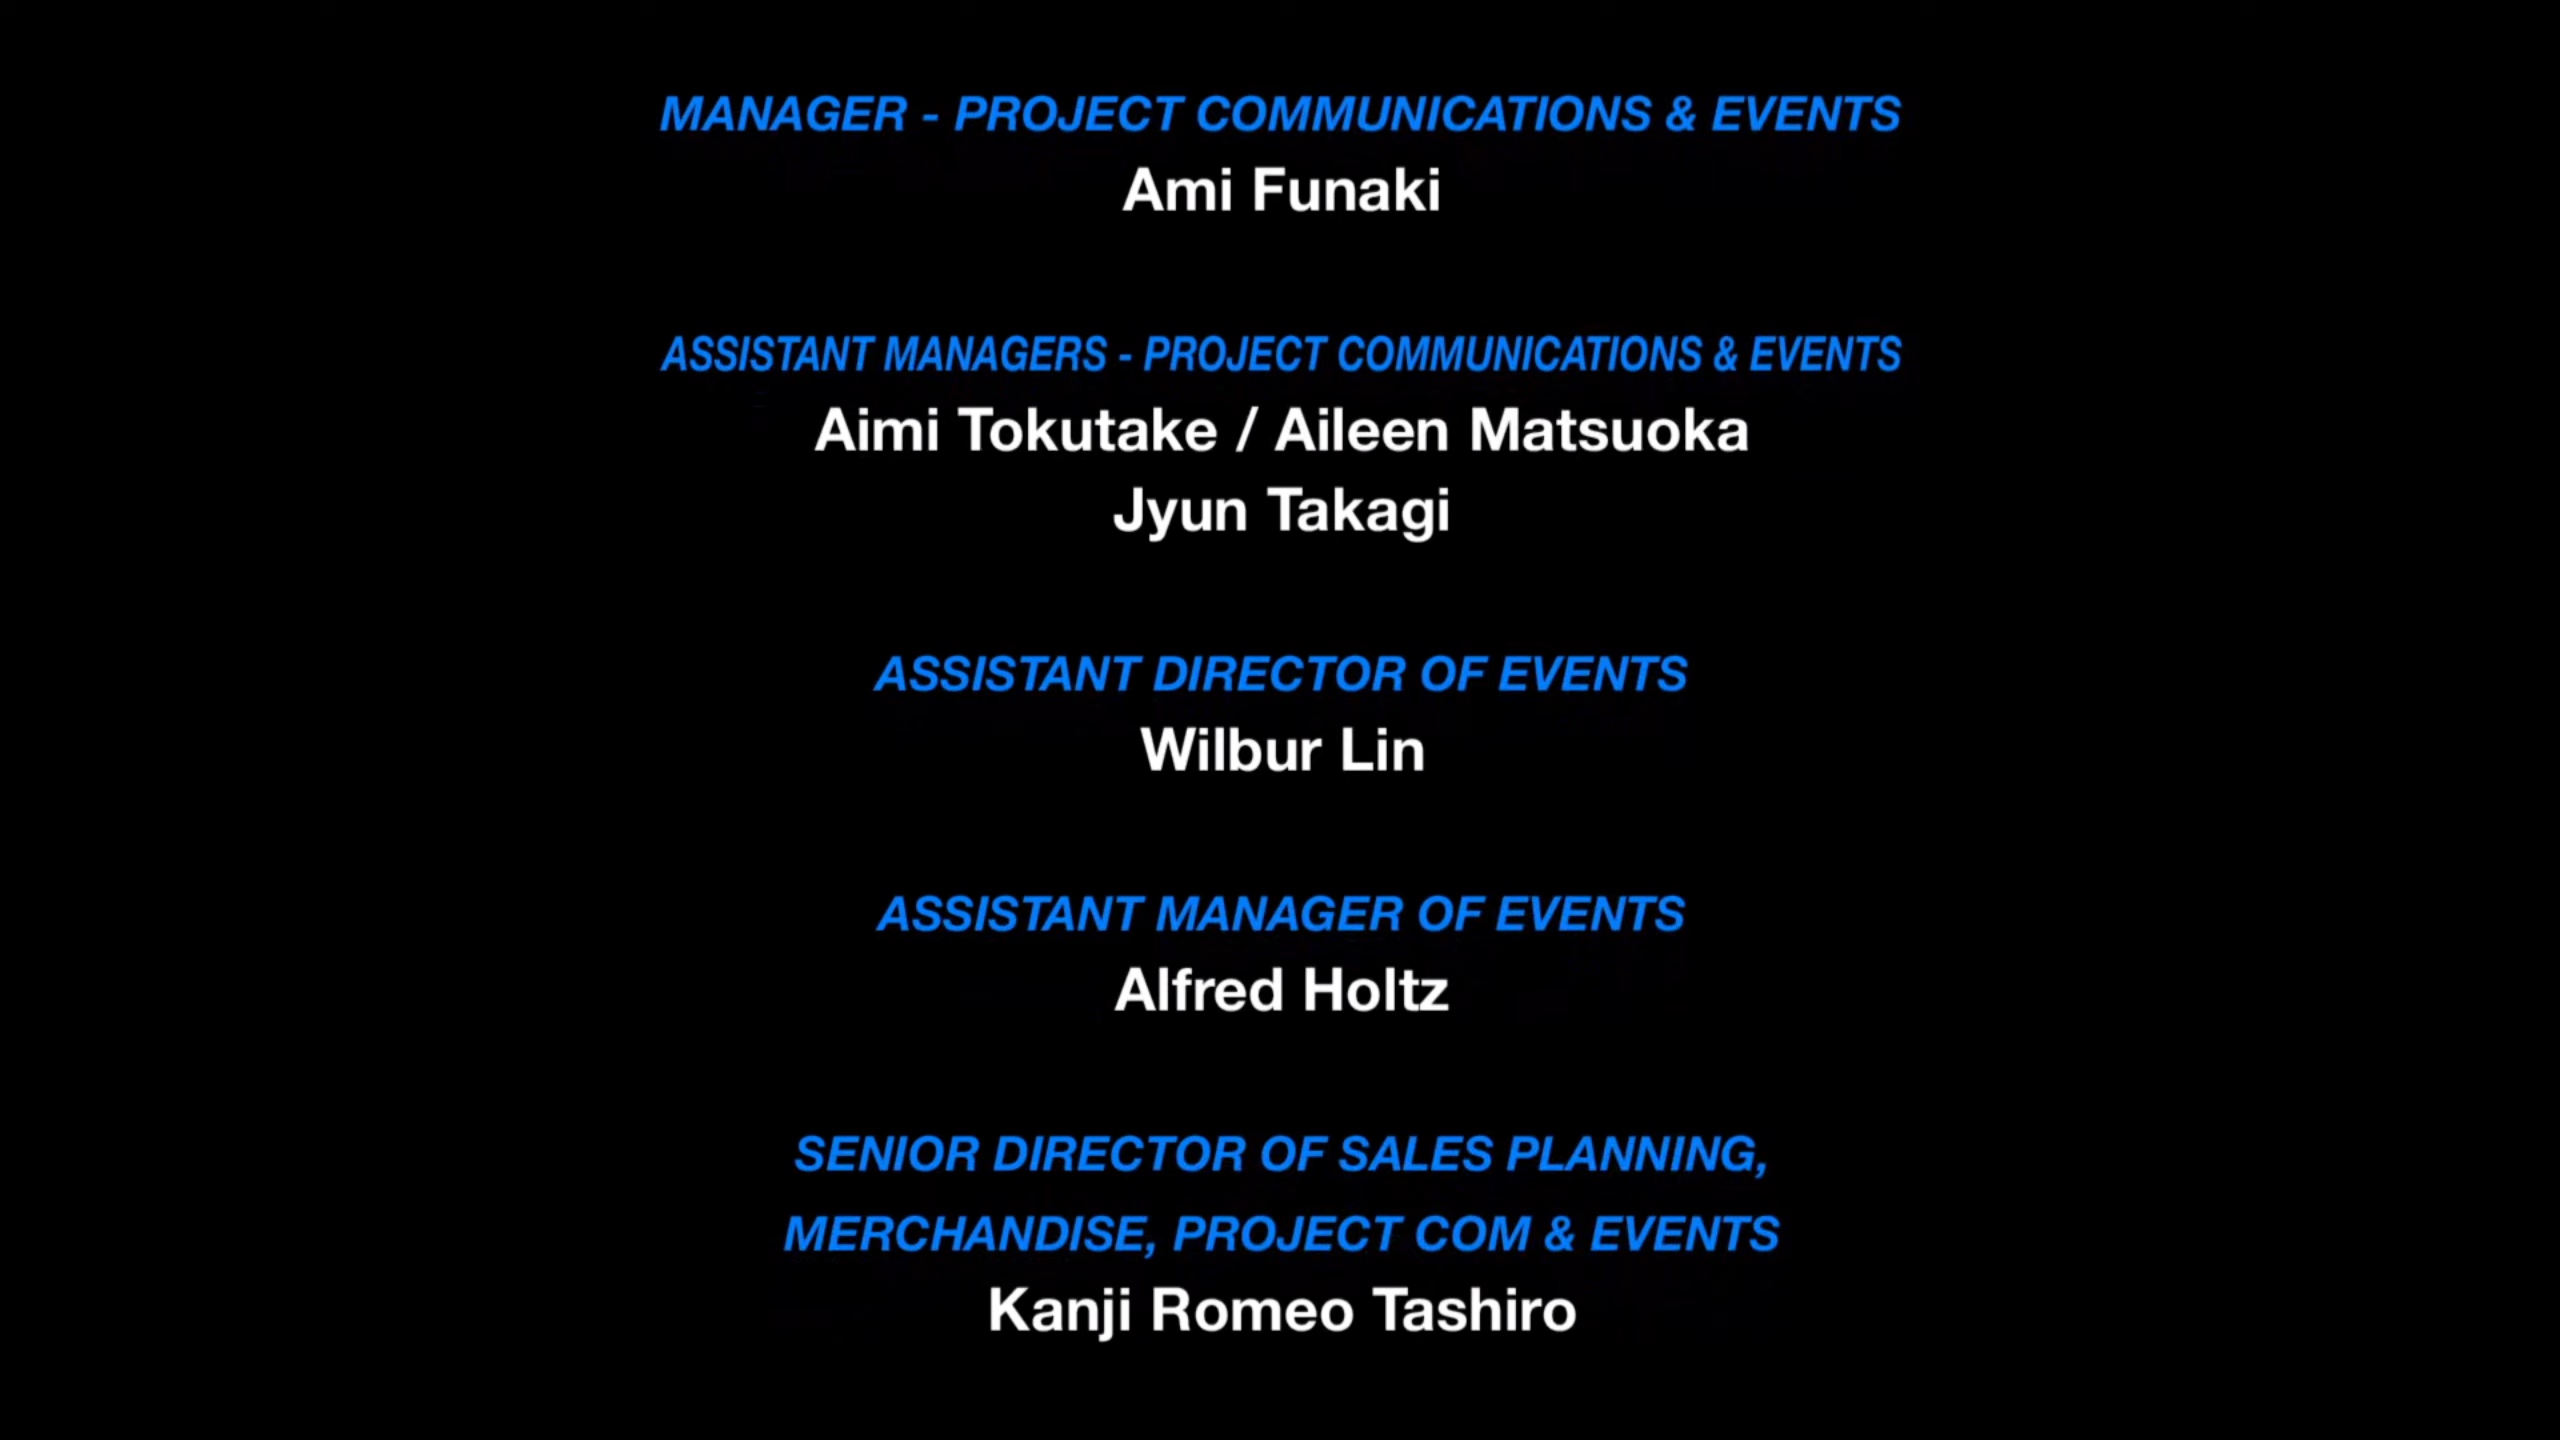 MANAGER - PROJECT COMMUNICATIONS & EVENTS
Ami Funaki
ASSISTANT MANAGERS - PROJECT COMMUNICATIONS & EVENTS
Aimi Tokutake / Aileen Matsuoka
Jyun Takagi
ASSISTANT DIRECTOR OF EVENTS
Wilbur Lin
ASSISTANT MANAGER OF EVENTS
Alfred Holtz
SENIOR DIRECTOR OF SALES PLANNING,
MERCHANDISE, PROJECT COM & EVENTS
Kanji Romeo Tashiro